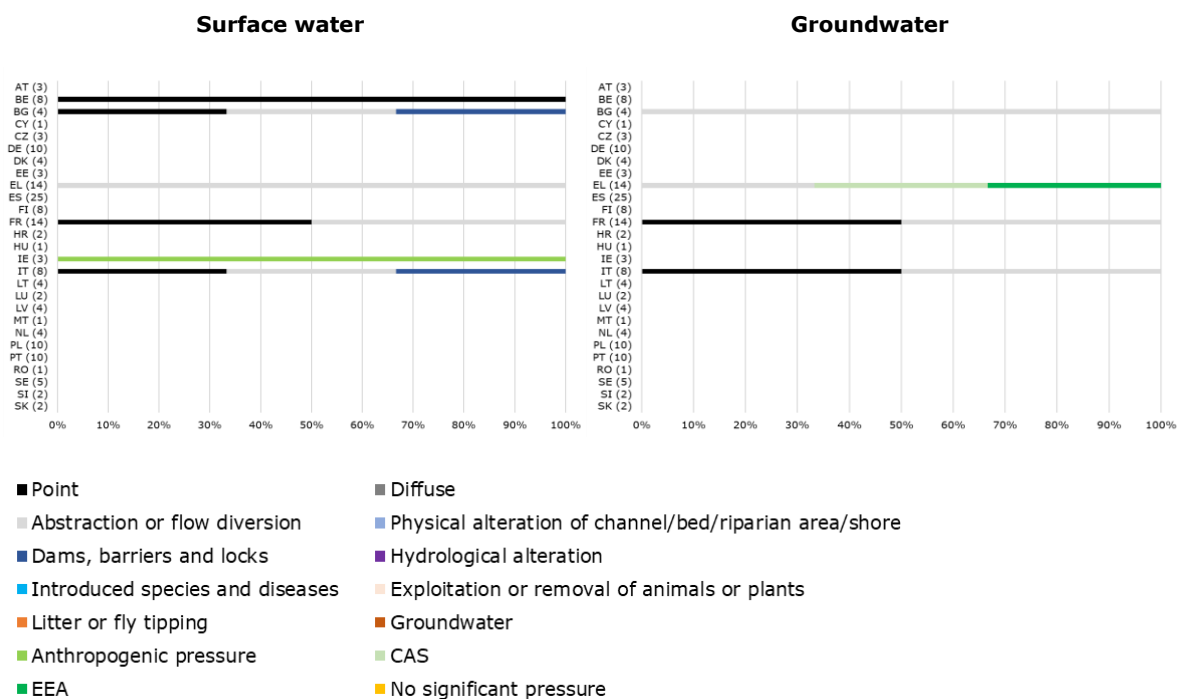 Surface water
AT (3)
BE (8)
BG (4)
CY (1)
CZ (3)
DE (10)
DK (4)
EE (3)
EL (14)
ES (25)
FI (8)
FR (14)
HR (2)
HU (1)
IE (3)
IT (8)
LT (4)
LU (2)
LV (4)
MT (1)
NL (4)
PL (10)
PT (10)
RO (1)
SE (5)
SI (2)
SK (2)
0% 10% 20% 30% 40% 50% 60% 70% 80% 90% 100%
Groundwater
AT (3)
BE (8)
BG (4)
CY (1)
CZ (3)
DE (10)
DK (4)
EE (3)
EL (14)
ES (25)
FI (8)
FR (14)
HR (2)
HU (1)
IE (3)
IT (8)
LT (4)
LU (2)
LV (4)
MT (1)
NL (4)
PL (10)
PT (10)
RO (1)
SE (5)
SI (2)
SK (2)
0% 10% 20% 30% 40% 50% 60% 70% 80% 90% 100%
Point
Diffuse
Abstraction or flow diversion
Physical alteration of channel/bed/riparian area/shore
Dams, barriers and locks
Hydrological alteration
Introduced species and diseases
Exploitation or removal of animals or plants
Litter or fly tipping
Groundwater
Anthropogenic pressure
CAS
EEA
No significant pressure